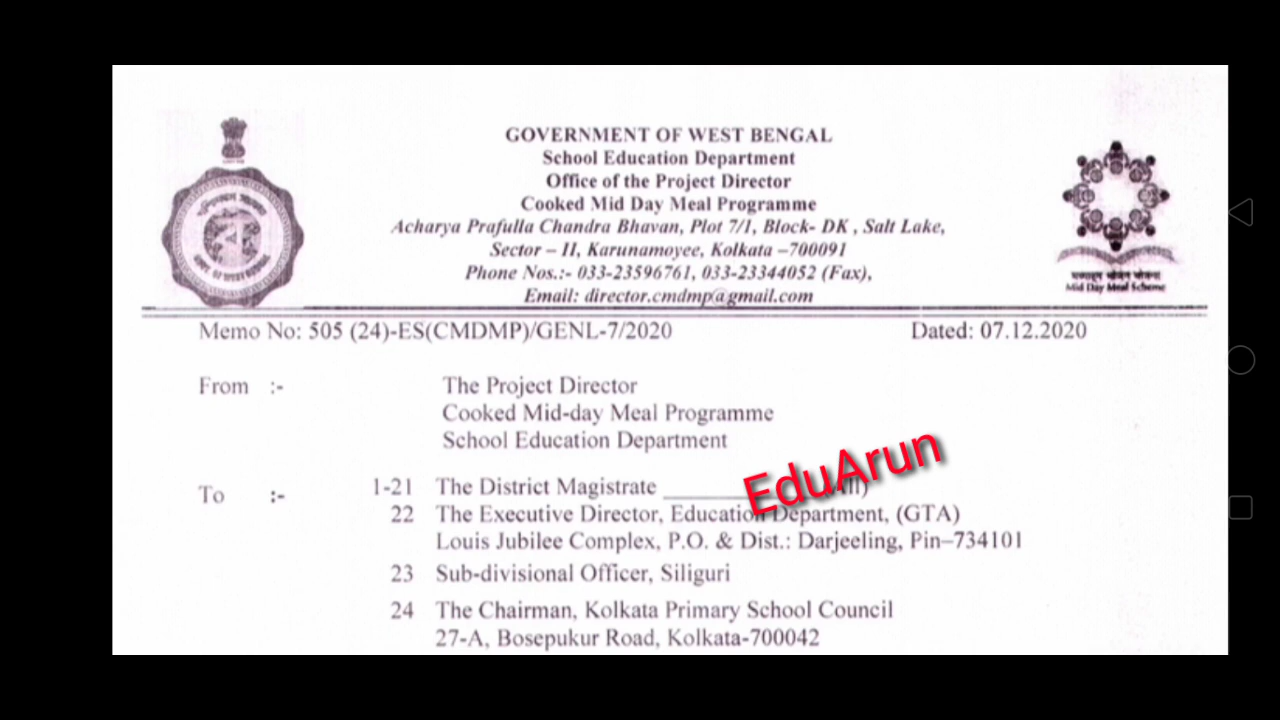 GOVERNMENT OF WEST BENGAL
School Education Department
Office of the Project Director
Cooked Mid Day Meal Programme
Acharya Prafulla Chandra Bhavan, Plot 7/1, Block- DK , Salt Lake,
Sector – II, Karunamoyee, Kolkata –700091
Phone Nos.:- 033-23596761, 033-23344052 (Fax),
Email: director.cmdmp@gmail.com
Mid Day Meal Scheme
Memo No: 505 (24)-ES(CMDMP)/GENL-7/2020 Dated: 07.12.2020
From :- The Project Director
Cooked Mid-day Meal Programme
School Education Department
EduArun
To :- 1-21 The District Magistrate
22 The Executive Director, Education Department, (GTA)
Louis Jubilee Complex, P.O. & Dist.: Darjeeling, Pin–734101
23 Sub-divisional Officer, Siliguri
24 The Chairman, Kolkata Primary School Council
27-A, Bosepukur Road, Kolkata-700042